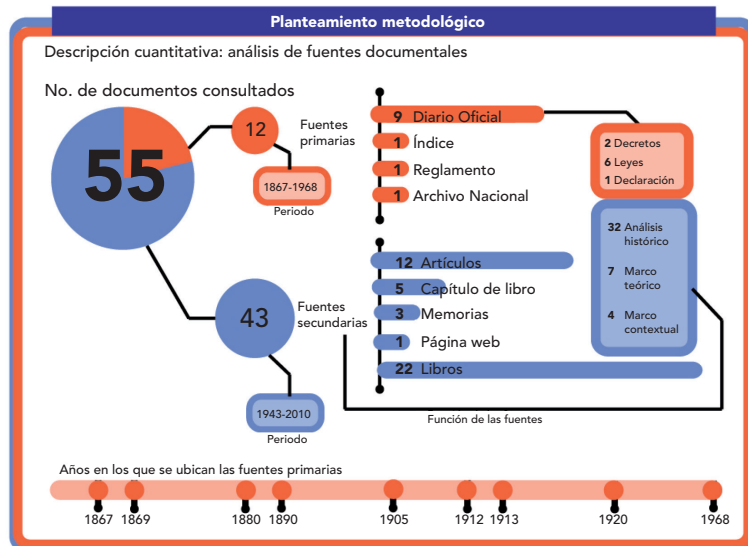 Planteamiento metodológico
Descripción cuantitativa: análisis de fuentes documentales
No. de documentos consultados
55
12
Fuentes
primarias
1867-1968
Periodo
43
Fuentes
secundarias
1943-2010
Periodo
9 Diario Oficial
1 Índice
1 Reglamento
1 Archivo Nacional
2 Decretos
6 Leyes
1 Declaración
12 Artículos
5 Capítulo de libro
3 Memorias
1 Página web
22 Libros
32 Análisis
histórico
7 Marco
teórico
4 Marco
contextual
Función de las fuentes
Años en los que se ubican las fuentes primarias
1867 1869 1880 1890 1905 1912 1913 1920 1968